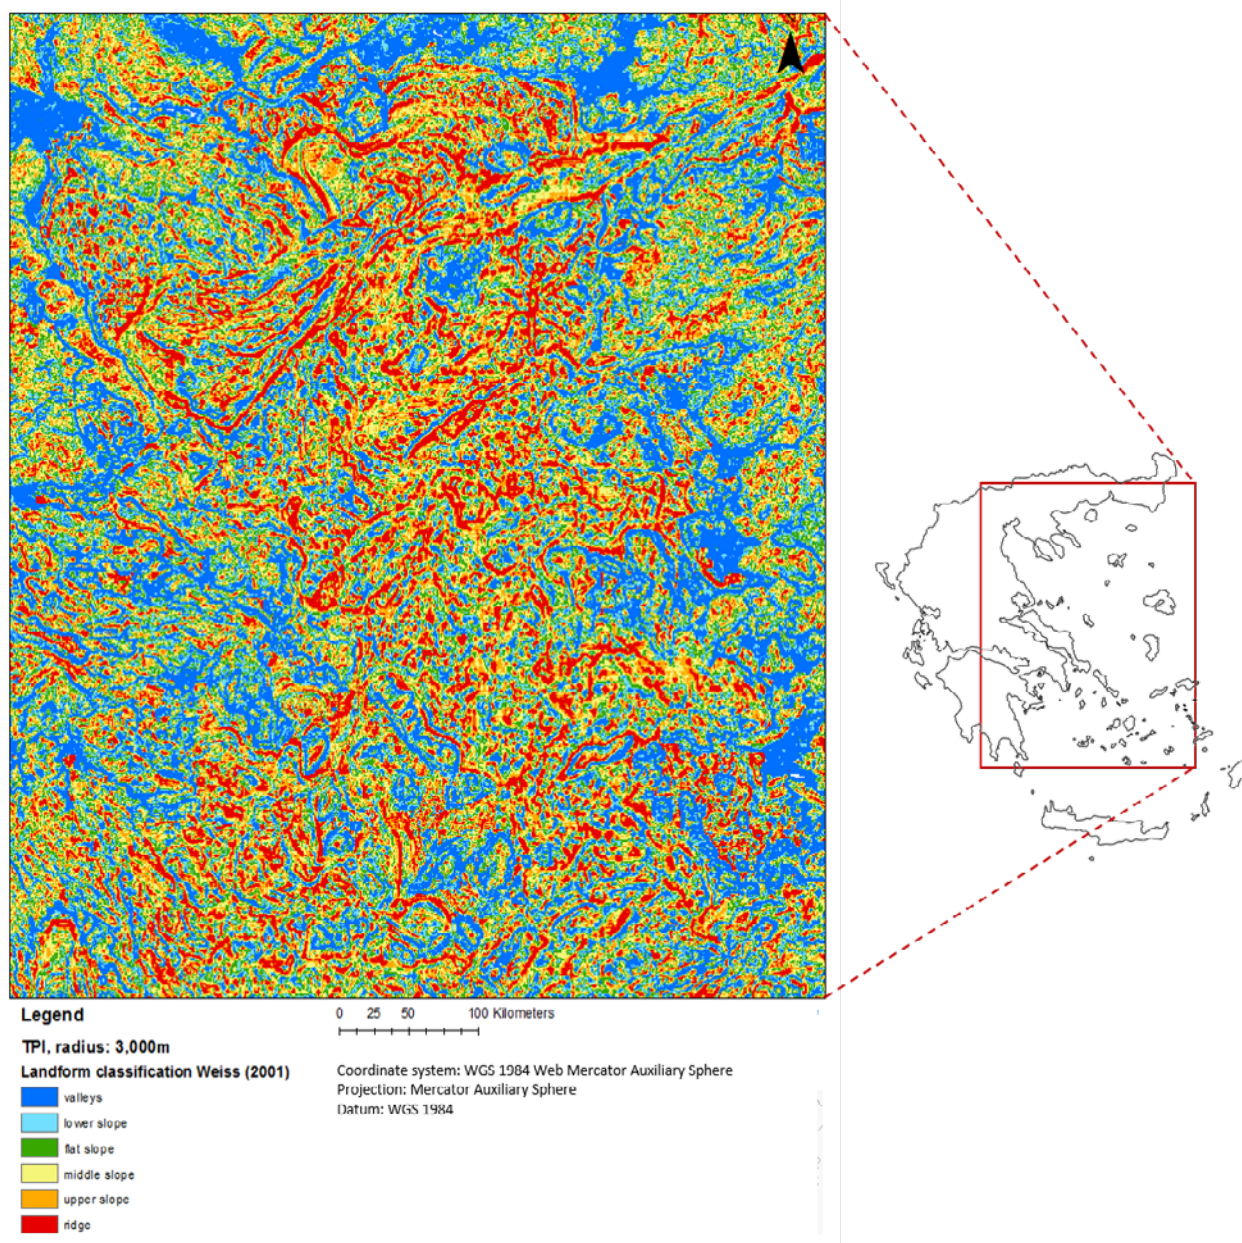 Legend
TPI, radius: 3,000m
Landform classification Weiss (2001)
valleys
lower slope
flat slope
middle slope
upper slope
ridge
0 25 50 100 Kilometers
Coordinate system: WGS 1984 Web Mercator Auxiliary Sphere
Projection: Mercator Auxiliary Sphere
Datum: WGS 1984